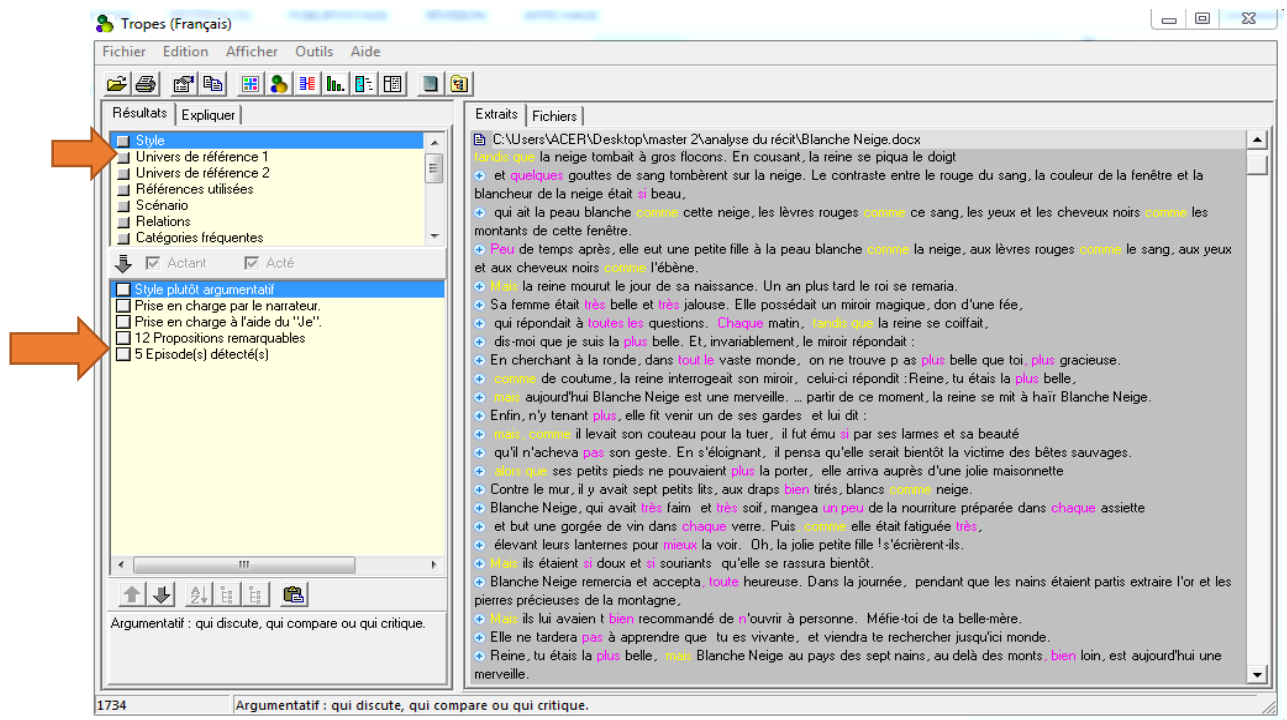 Tropes (Français)
Fichier Edition Afficher Outils Aide
Résultats Expliquer
Style
Univers de référence 1
Univers de référence 2
Références utilisées
Scénario
Relations
Catégories fréquentes
Actant Acté
Style plutôt argumentatif
Prise en charge par le narrateur.
Prise en charge à l'aide du "Je".
12 Propositions remarquables
5 Episode(s) détecté(s)
Argumentatif : qui discute, qui compare ou qui critique.
Extraits Fichiers
C:\Users\ACER\Desktop\master 2\analyse du récit\Blanche Neige.docx
tandis que la neige tombait à gros flocons. En cousant, la reine se piqua le doigt
et quelques gouttes de sang tombèrent sur la neige. Le contraste entre le rouge du sang, la couleur de la fenêtre et la
blancheur de la neige était si beau,
qui ait la peau blanche comme cette neige, les lèvres rouges comme ce sang, les yeux et les cheveux noirs comme les
montants de cette fenêtre.
Peu de temps après, elle eut une petite fille à la peau blanche comme la neige, aux lèvres rouges comme le sang, aux yeux
et aux cheveux noirs comme l'ébène.
Mais la reine mourut le jour de sa naissance. Un an plus tard le roi se remaria.
Sa femme était très belle et très jalouse. Elle possédait un miroir magique, don d'une fée,
qui répondait à toutes les questions. Chaque matin, tandis que la reine se coiffait,
dis-moi que je suis la plus belle. Et, invariablement, le miroir répondait :
En cherchant à la ronde, dans tout le vaste monde, on ne trouve p as plus belle que toi, plus gracieuse.
comme de coutume, la reine interrogeait son miroir, celui-ci répondit :Reine, tu étais la plus belle,
mais aujourd'hui Blanche Neige est une merveille. ... partir de ce moment, la reine se mit à haïr Blanche Neige.
Enfin, n'y tenant plus, elle fit venir un de ses gardes et lui dit :
mais, comme il levait son couteau pour la tuer, il fut ému si par ses larmes et sa beauté
qu'il n'acheva pas son geste. En s'éloignant, il pensa qu'elle serait bientôt la victime des bêtes sauvages.
alors que ses petits pieds ne pouvaient plus la porter, elle arriva auprès d'une jolie maisonnette
Contre le mur, il y avait sept petits lits, aux draps bien tirés, blancs comme neige.
Blanche Neige, qui avait très faim et très soif, mangea un peu de la nourriture préparée dans chaque assiette
et but une gorgée de vin dans chaque verre. Puis, comme elle était fatiguée très,
élevant leurs lanternes pour mieux la voir. Oh, la jolie petite fille !s'écrièrent-ils.
Mais ils étaient si doux et si souriants qu'elle se rassura bientôt.
Blanche Neige remercia et accepta, toute heureuse. Dans la journée, pendant que les nains étaient partis extraire l'or et les
pierres précieuses de la montagne,
Mais ils lui avaien t bien recommandé de n'ouvrir à personne. Méfie-toi de ta belle-mère.
Elle ne tardera pas à apprendre que tu es vivante, et viendra te rechercher jusqu'ici monde.
Reine, tu étais la plus belle, mais Blanche Neige au pays des sept nains, au delà des monts, bien loin, est aujourd'hui une
merveille.
1734 Argumentatif : qui discute, qui compare ou qui critique.